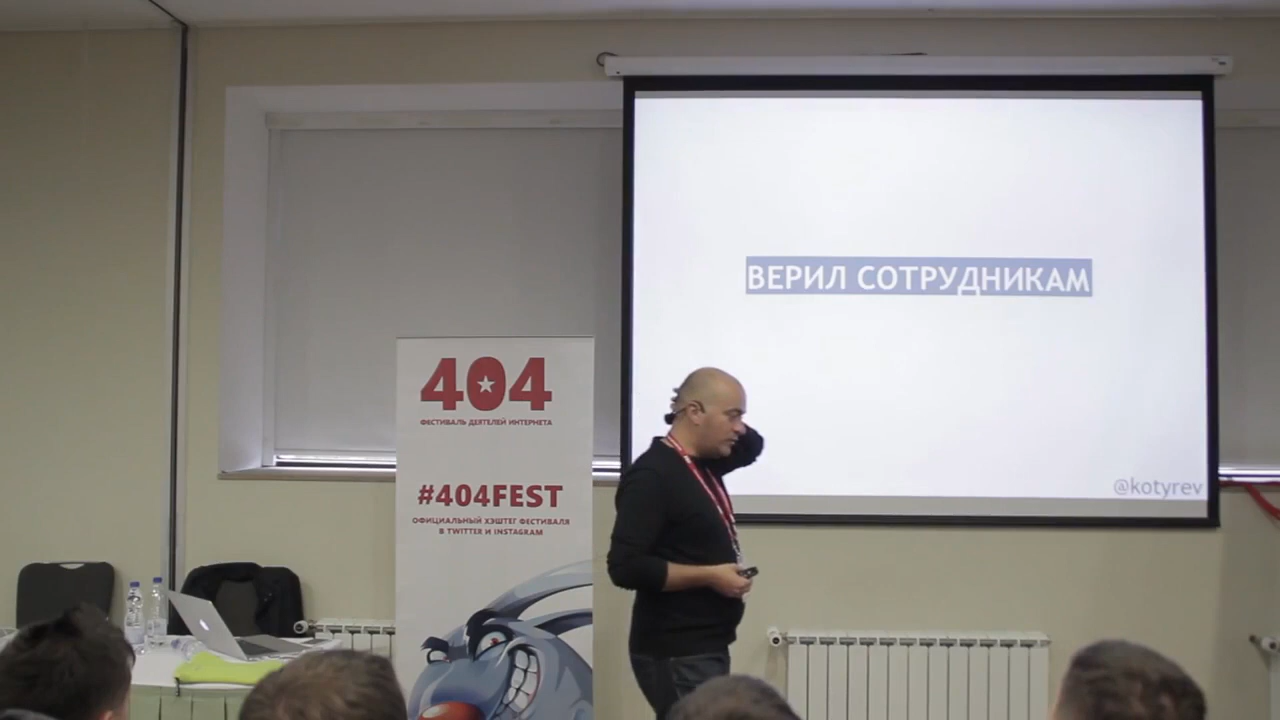 ВЕРИЛ СОТРУДНИКАМ
@kotyrev
404
ФЕСТИВАЛЬ ДЕЯТЕЛЕЙ ИНТЕРНЕТА
#404FEST
ОФИЦИАЛЬНЫЙ ХЭШТЕГ ФЕСТИВАЛЯ
В TWITTER И INSTAGRAM